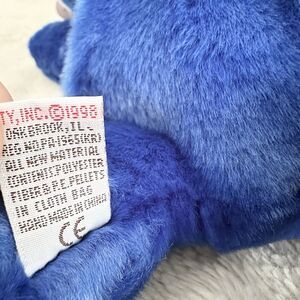 TY, INC. ©1998
OAKBROOK, IL.
REG NO.PA-1965(KR)
ALL NEW MATERIAL
CONTENTS:POLYESTER
FIBER & P.E.PELLETS
IN CLOTH BAG
HAND MADE IN CHINA
CE